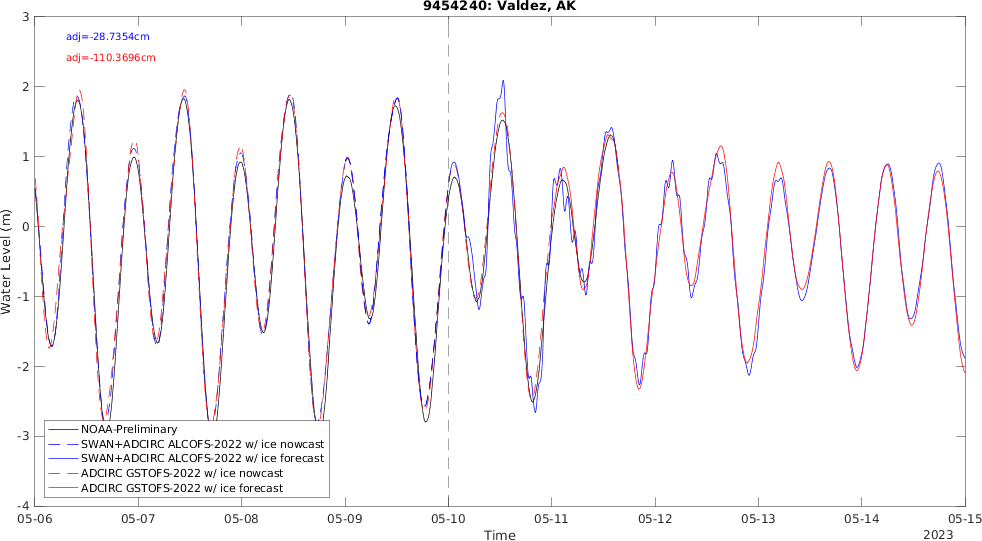 9454240: Valdez, AK
adj=-28.7354cm
adj=-110.3696cm
3
2
1
0
-1
-2
-3
-4
Water Level (m)
NOAA-Preliminary
SWAN+ADCIRC ALCOFS-2022 w/ ice nowcast
SWAN+ADCIRC ALCOFS-2022 w/ ice forecast
ADCIRC GSTOFS-2022 w/ ice nowcast
ADCIRC GSTOFS-2022 w/ ice forecast
05-06 05-07 05-08 05-09 05-10 05-11 05-12 05-13 05-14 05-15
Time
2023